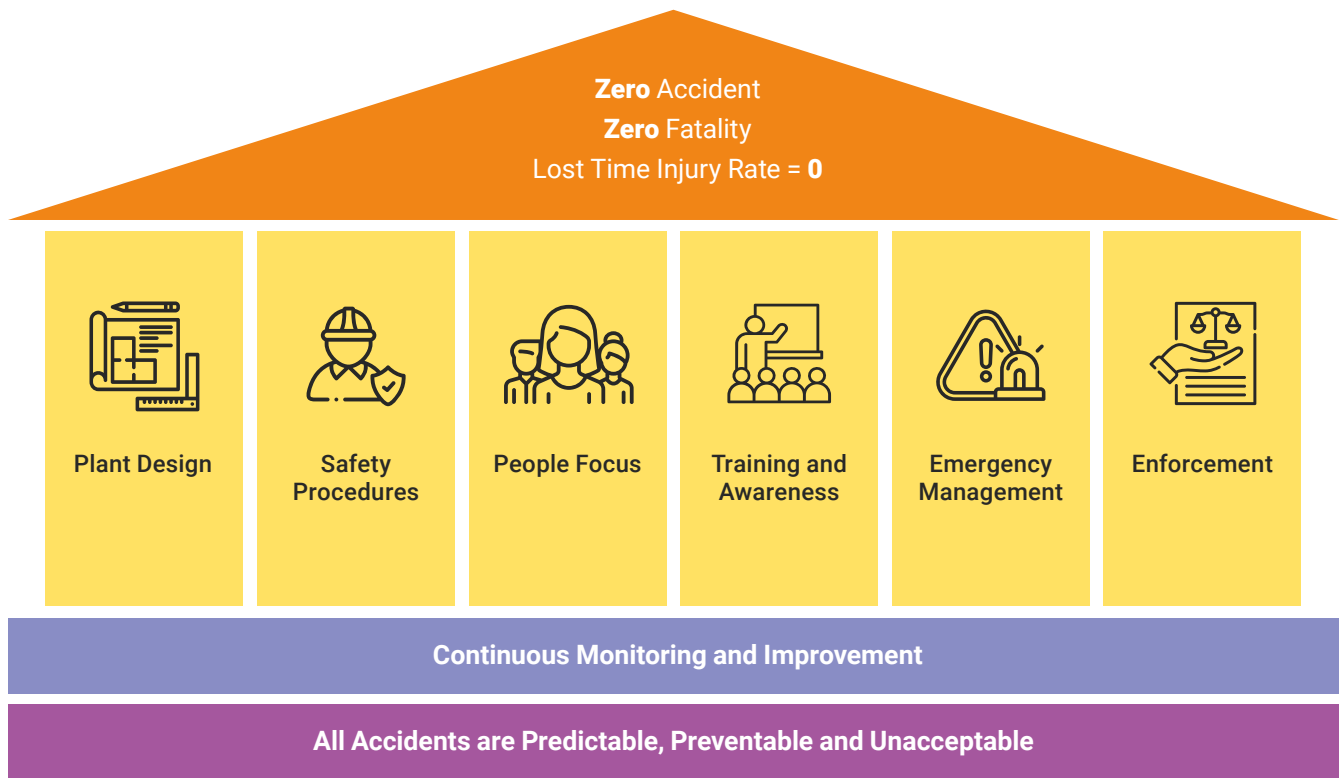 Zero Accident
Zero Fatality
Lost Time Injury Rate = 0
Plant Design
Safety
Procedures
People Focus
Training and
Awareness
Emergency
Management
Enforcement
Continuous Monitoring and Improvement
All Accidents are Predictable, Preventable and Unacceptable